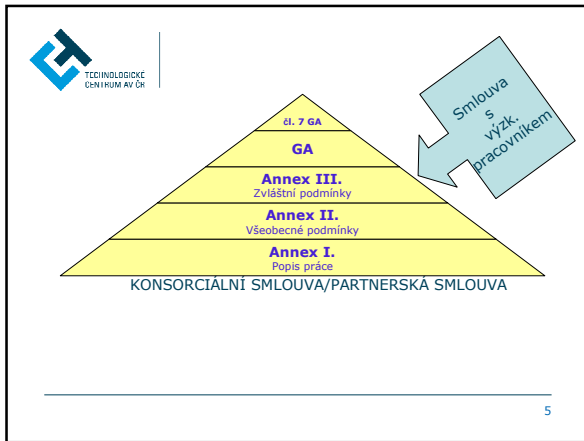 TECHNOLOGICKÉ
CENTRUM AV ČR
čl. 7 GA
GA
Annex III.
Zvláštní podmínky
Annex II.
Všeobecné podmínky
Annex I.
Popis práce
KONSORCIÁLNÍ SMLOUVA/PARTNERSKÁ SMLOUVA
Smlouva
s
výzk.
pracovníkem
5